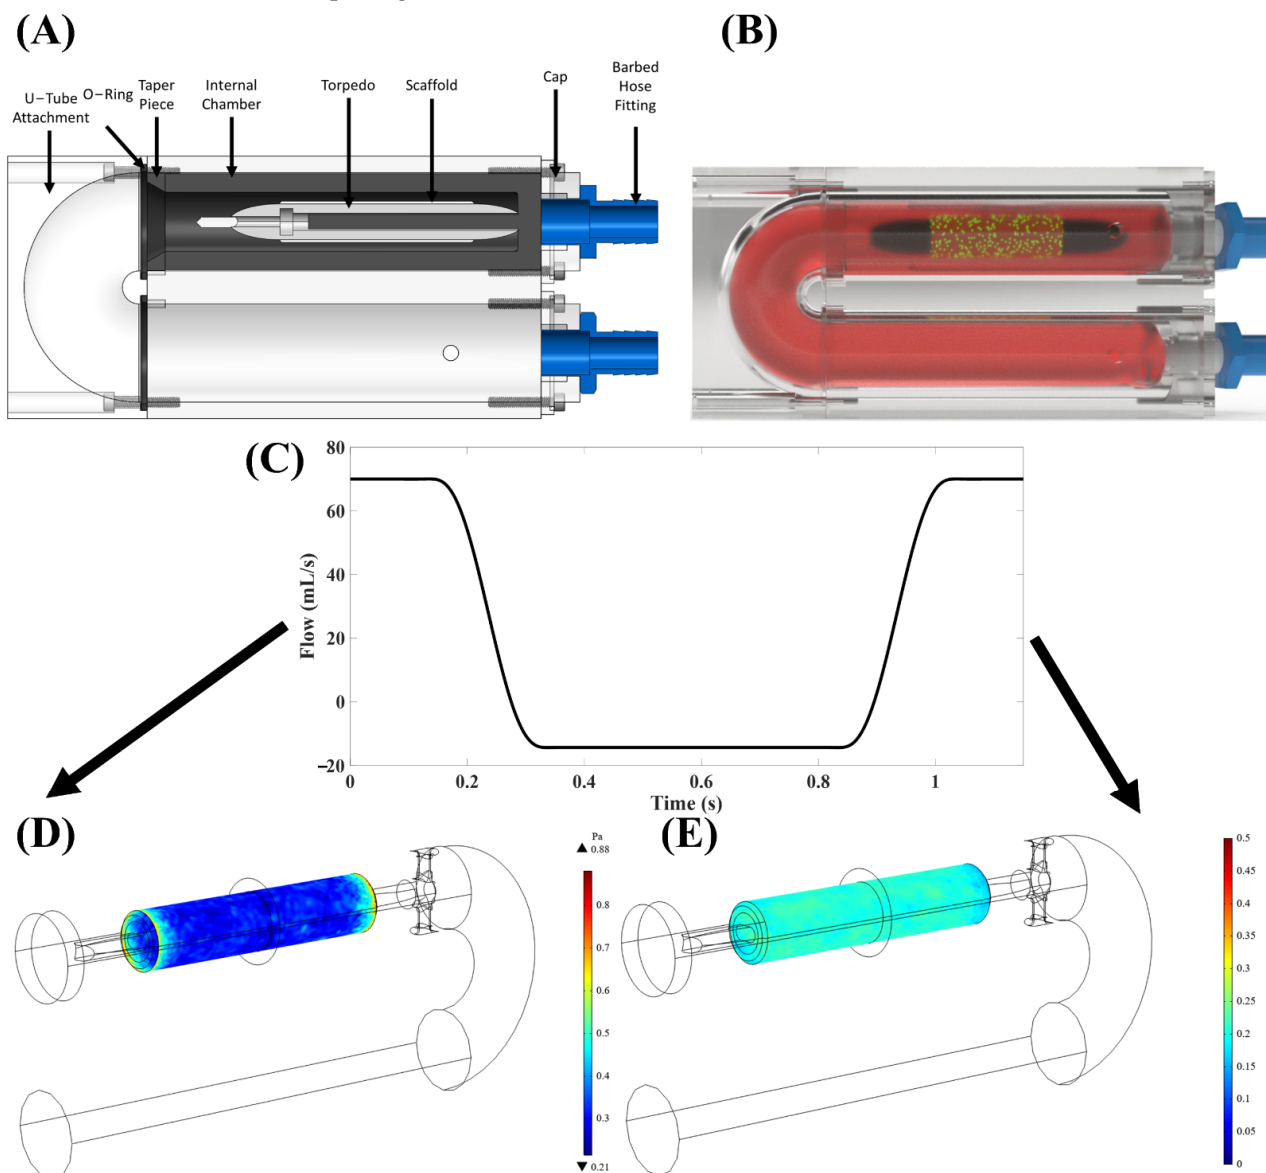 (A)
U–Tube
Attachment
O–Ring
Taper
Piece
Internal
Chamber
Torpedo
Scaffold
Cap
Barbed
Hose
Fitting
(B)
(C)
80
60
40
20
0
–20
Flow (mL/s)
0
0.2
0.4
0.6
0.8
1
Time (s)
(D)
Pa
▲ 0.88
0.8
0.7
0.6
0.5
0.4
0.3
▼ 0.21
(E)
0.5
0.45
0.4
0.35
0.3
0.25
0.2
0.15
0.1
0.05
0